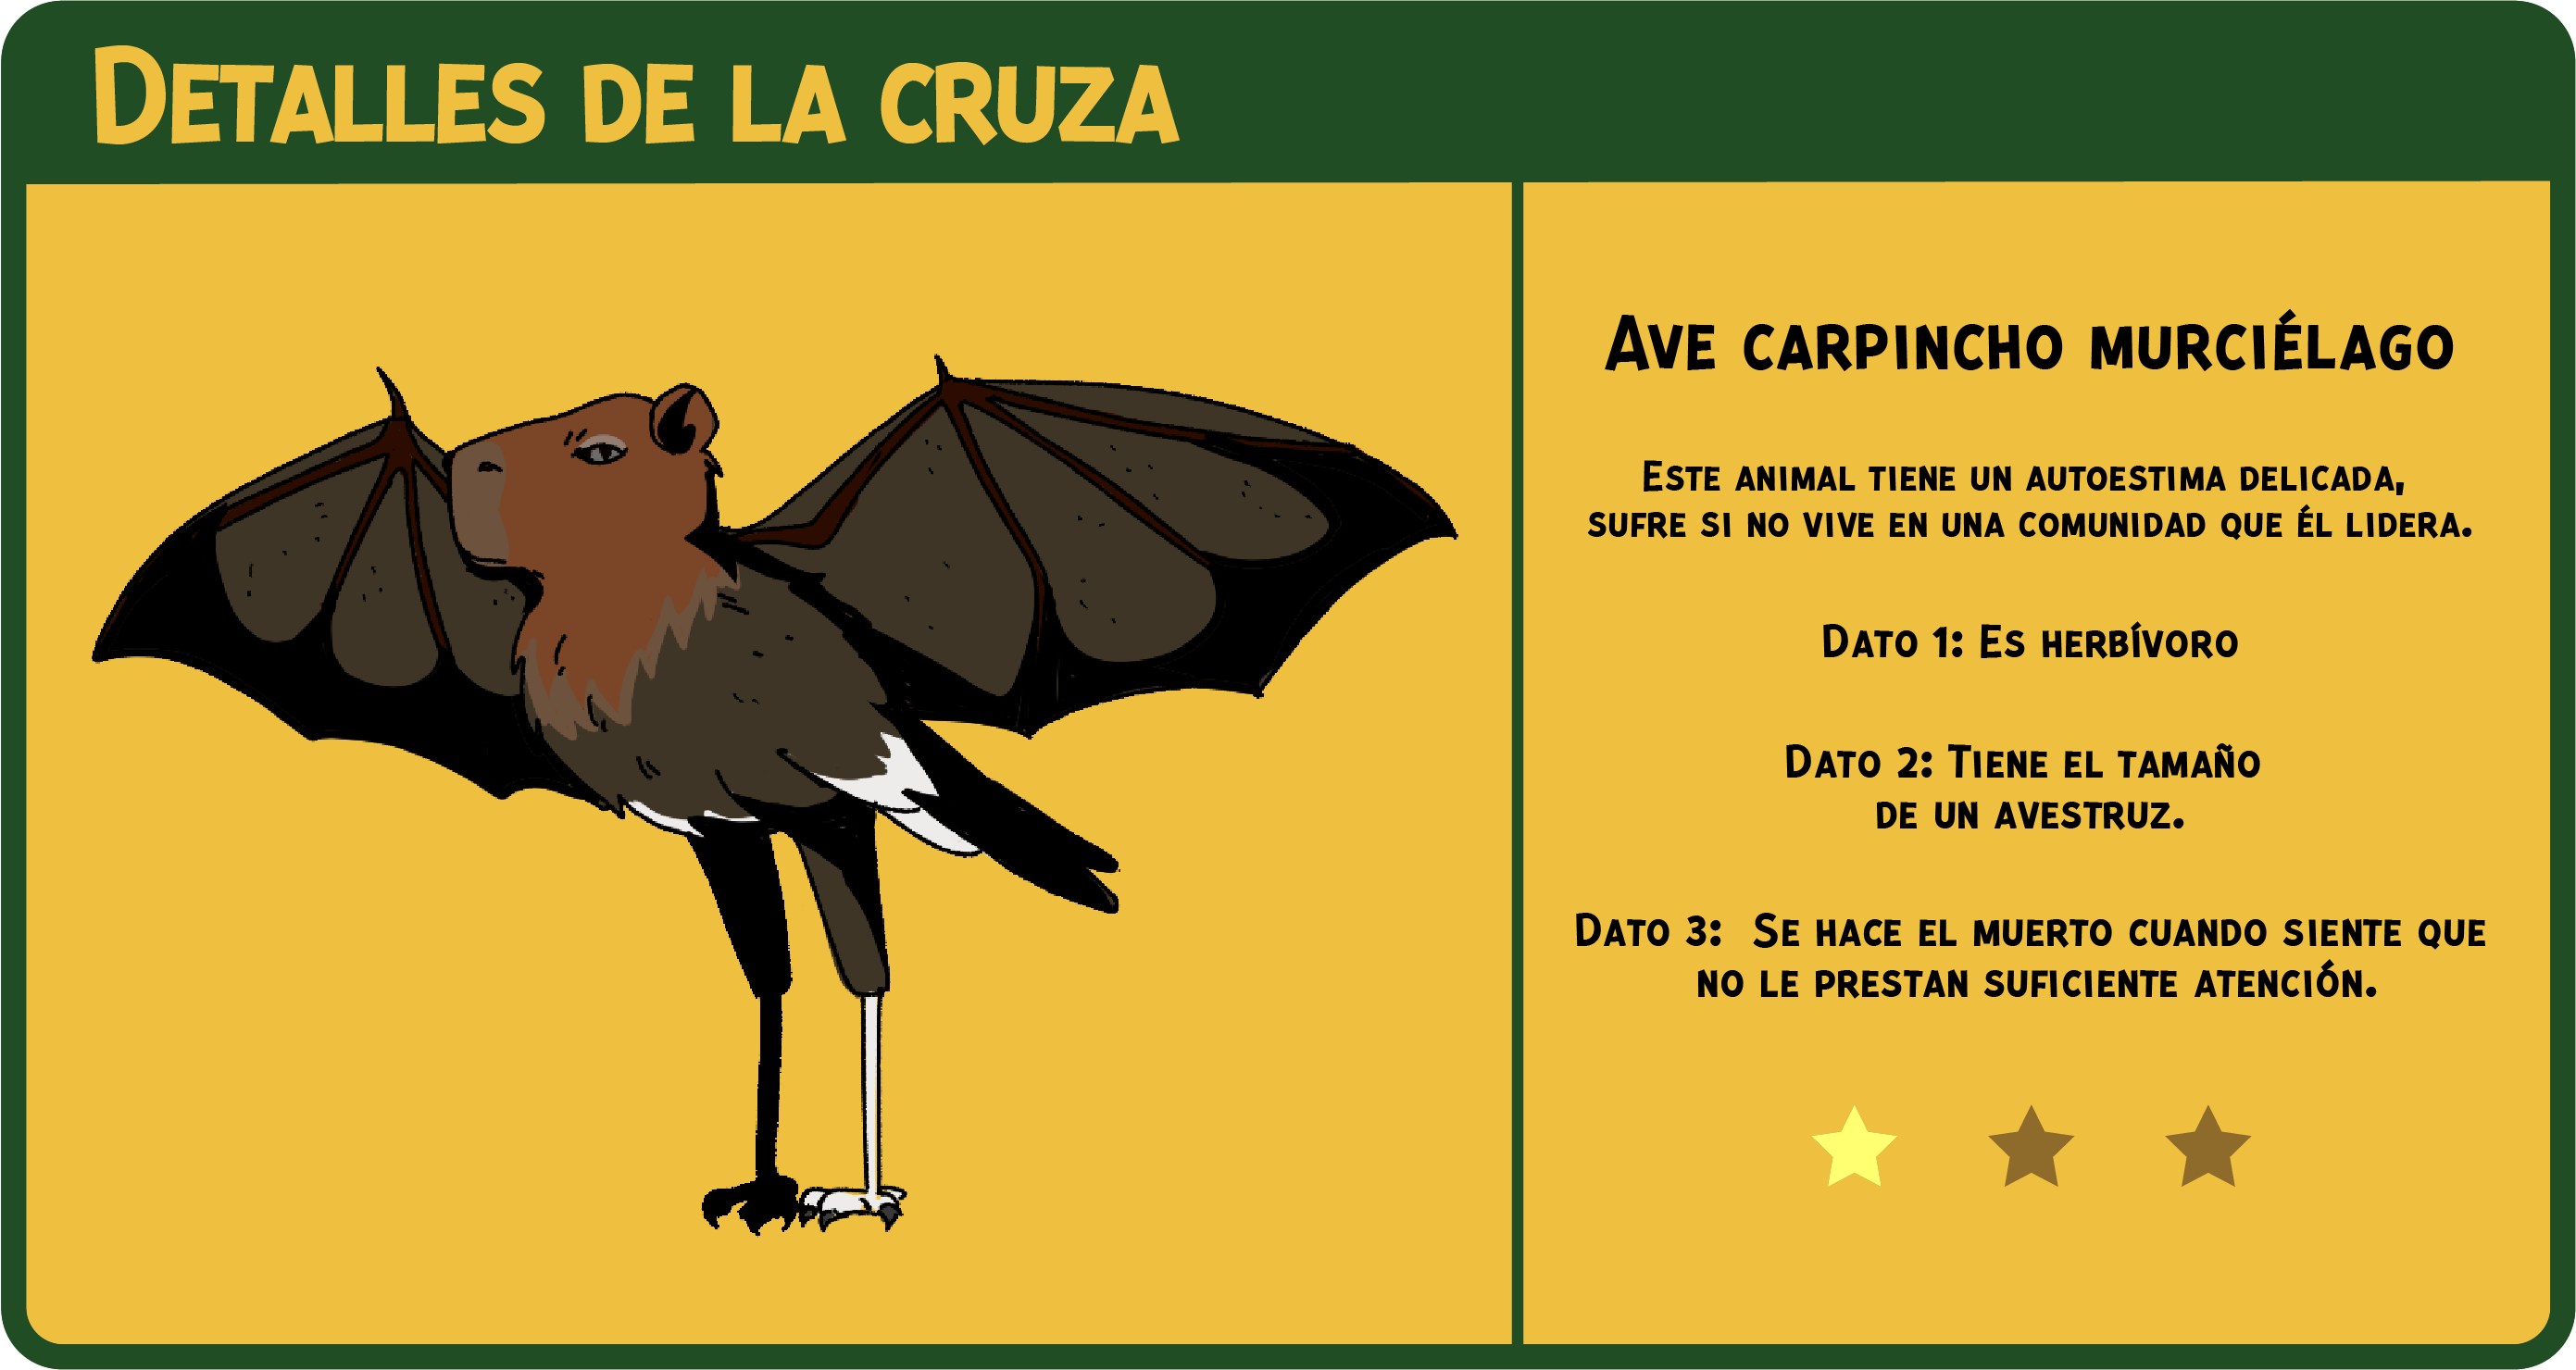 Detalles de la cruza
Ave carpincho murciélago
Este animal tiene un autoestima delicada,
sufre si no vive en una comunidad que él lidera.
Dato 1: Es herbívoro
Dato 2: Tiene el tamaño
de un avestruz.
Dato 3: Se hace el muerto cuando siente que
no le prestan suficiente atención.